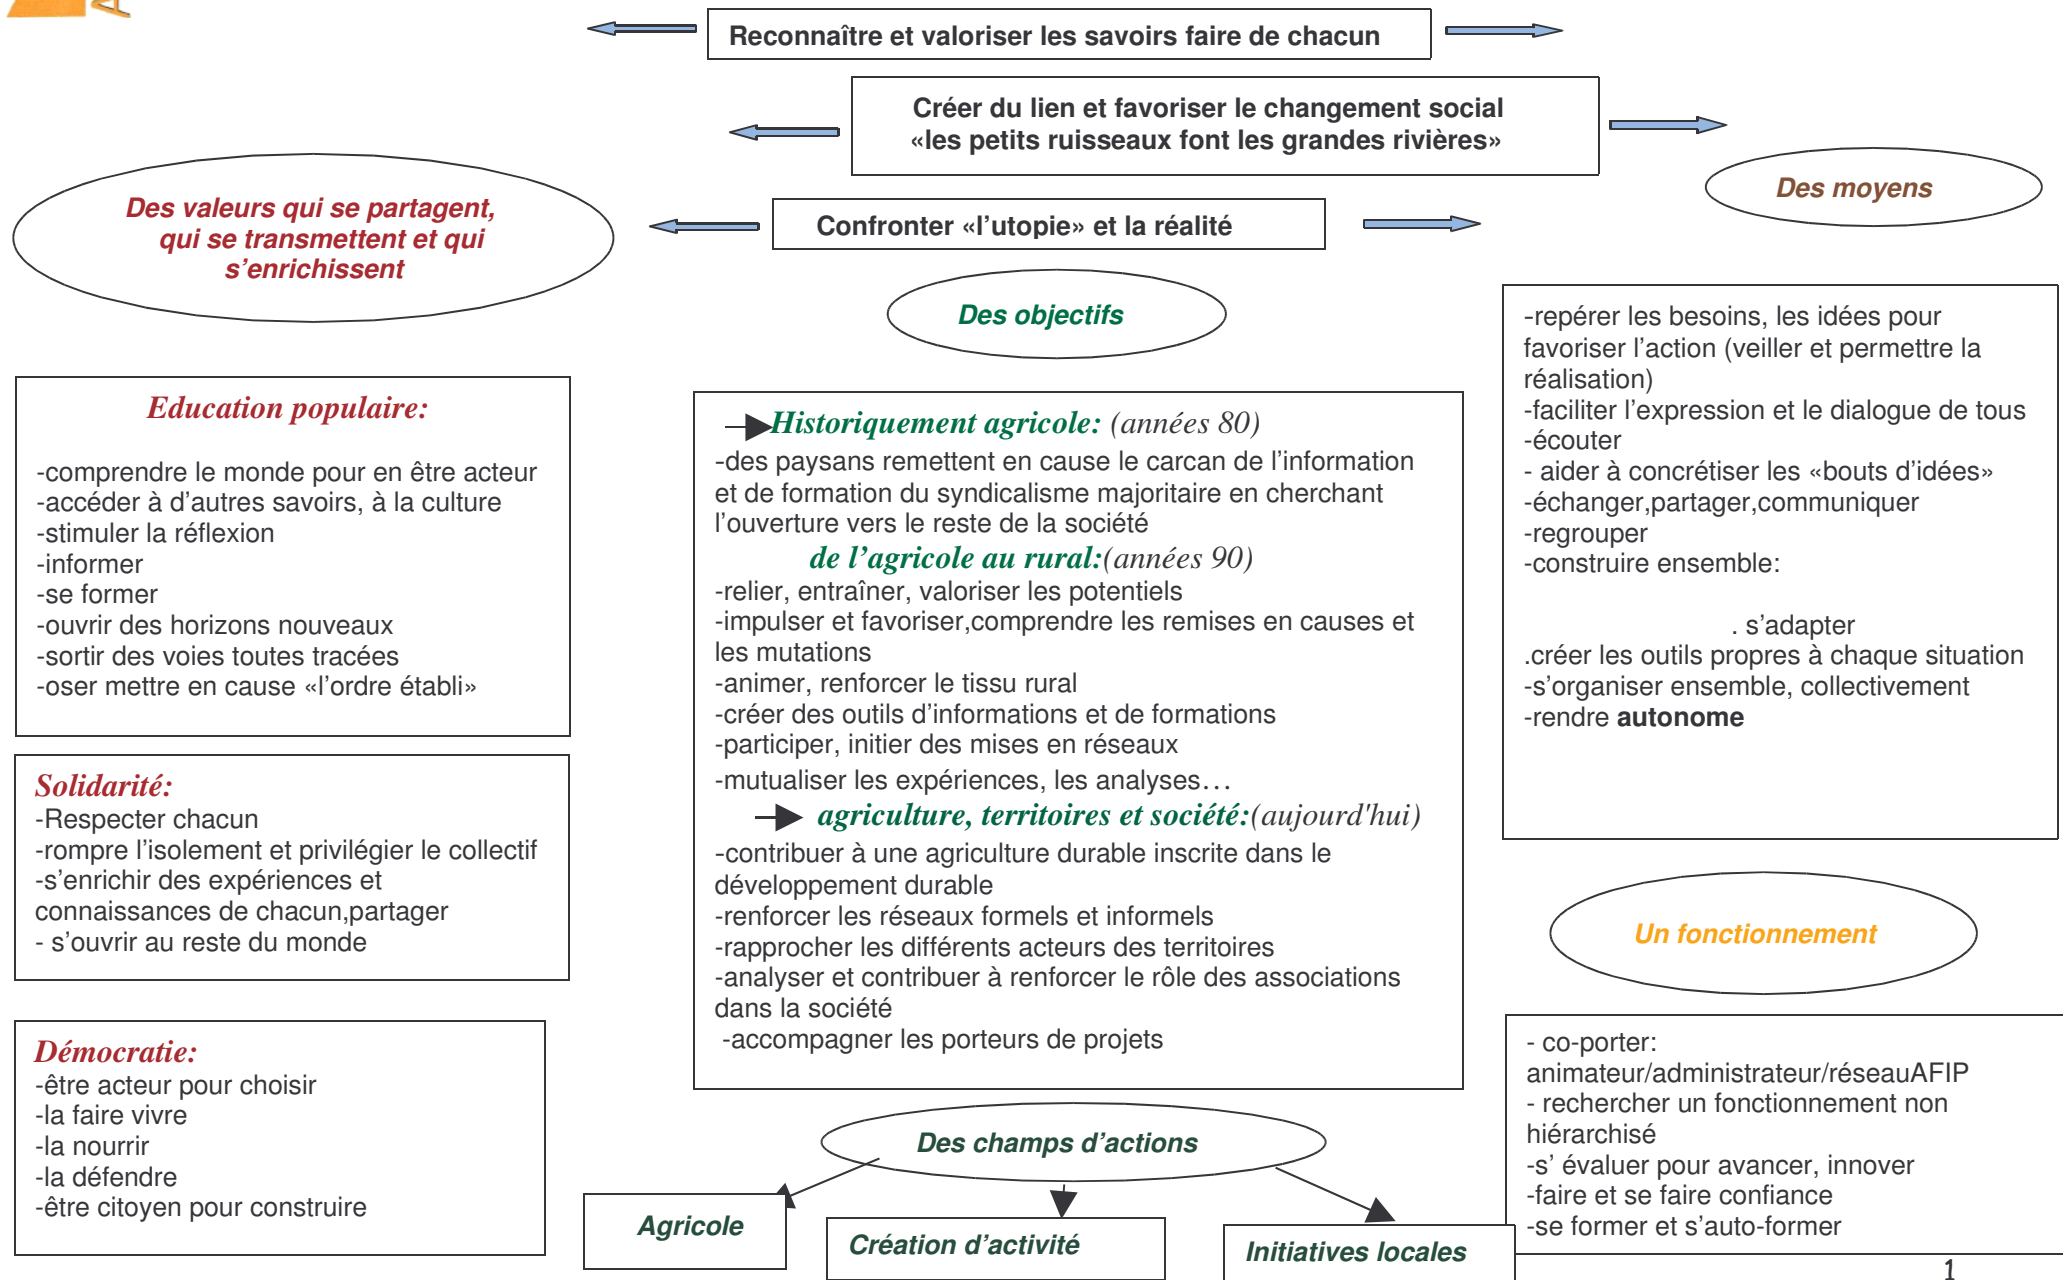 A
Reconnaître et valoriser les savoirs faire de chacun
Créer du lien et favoriser le changement social
«les petits ruisseaux font les grandes rivières»
Confronter «l’utopie» et la réalité
Des valeurs qui se partagent,
qui se transmettent et qui
s’enrichissent
Education populaire:
-comprendre le monde pour en être acteur
-accéder à d’autres savoirs, à la culture
-stimuler la réflexion
-informer
-se former
-ouvrir des horizons nouveaux
-sortir des voies toutes tracées
-oser mettre en cause «l’ordre établi»
Solidarité:
-Respecter chacun
-rompre l’isolement et privilégier le collectif
-s’enrichir des expériences et
connaissances de chacun,partager
- s’ouvrir au reste du monde
Démocratie:
-être acteur pour choisir
-la faire vivre
-la nourrir
-la défendre
-être citoyen pour construire
Des objectifs
Historiquement agricole: (années 80)
-des paysans remettent en cause le carcan de l’information
et de formation du syndicalisme majoritaire en cherchant
l’ouverture vers le reste de la société
de l’agricole au rural:(années 90)
-relier, entraîner, valoriser les potentiels
-impulser et favoriser,comprendre les remises en causes et
les mutations
-animer, renforcer le tissu rural
-créer des outils d’informations et de formations
-participer, initier des mises en réseaux
-mutualiser les expériences, les analyses…
agriculture, territoires et société:(aujourd'hui)
-contribuer à une agriculture durable inscrite dans le
développement durable
-renforcer les réseaux formels et informels
-rapprocher les différents acteurs des territoires
-analyser et contribuer à renforcer le rôle des associations
dans la société
-accompagner les porteurs de projets
Des champs d’actions
Agricole
Création d’activité
Initiatives locales
Des moyens
-repérer les besoins, les idées pour
favoriser l’action (veiller et permettre la
réalisation)
-faciliter l’expression et le dialogue de tous
-écouter
- aider à concrétiser les «bouts d’idées»
-échanger,partager,communiquer
-regrouper
-construire ensemble:
. s’adapter
.créer les outils propres à chaque situation
-s’organiser ensemble, collectivement
-rendre autonome
Un fonctionnement
- co-porter:
animateur/administrateur/réseauAFIP
- rechercher un fonctionnement non
hiérarchisé
-s’ évaluer pour avancer, innover
-faire et se faire confiance
-se former et s’auto-former
1